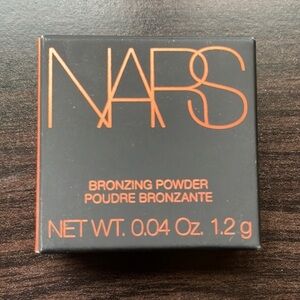 NARS
BRONZING POWDER
POUDRE BRONZANTE
NET WT. 0.04 Oz. 1.2 g